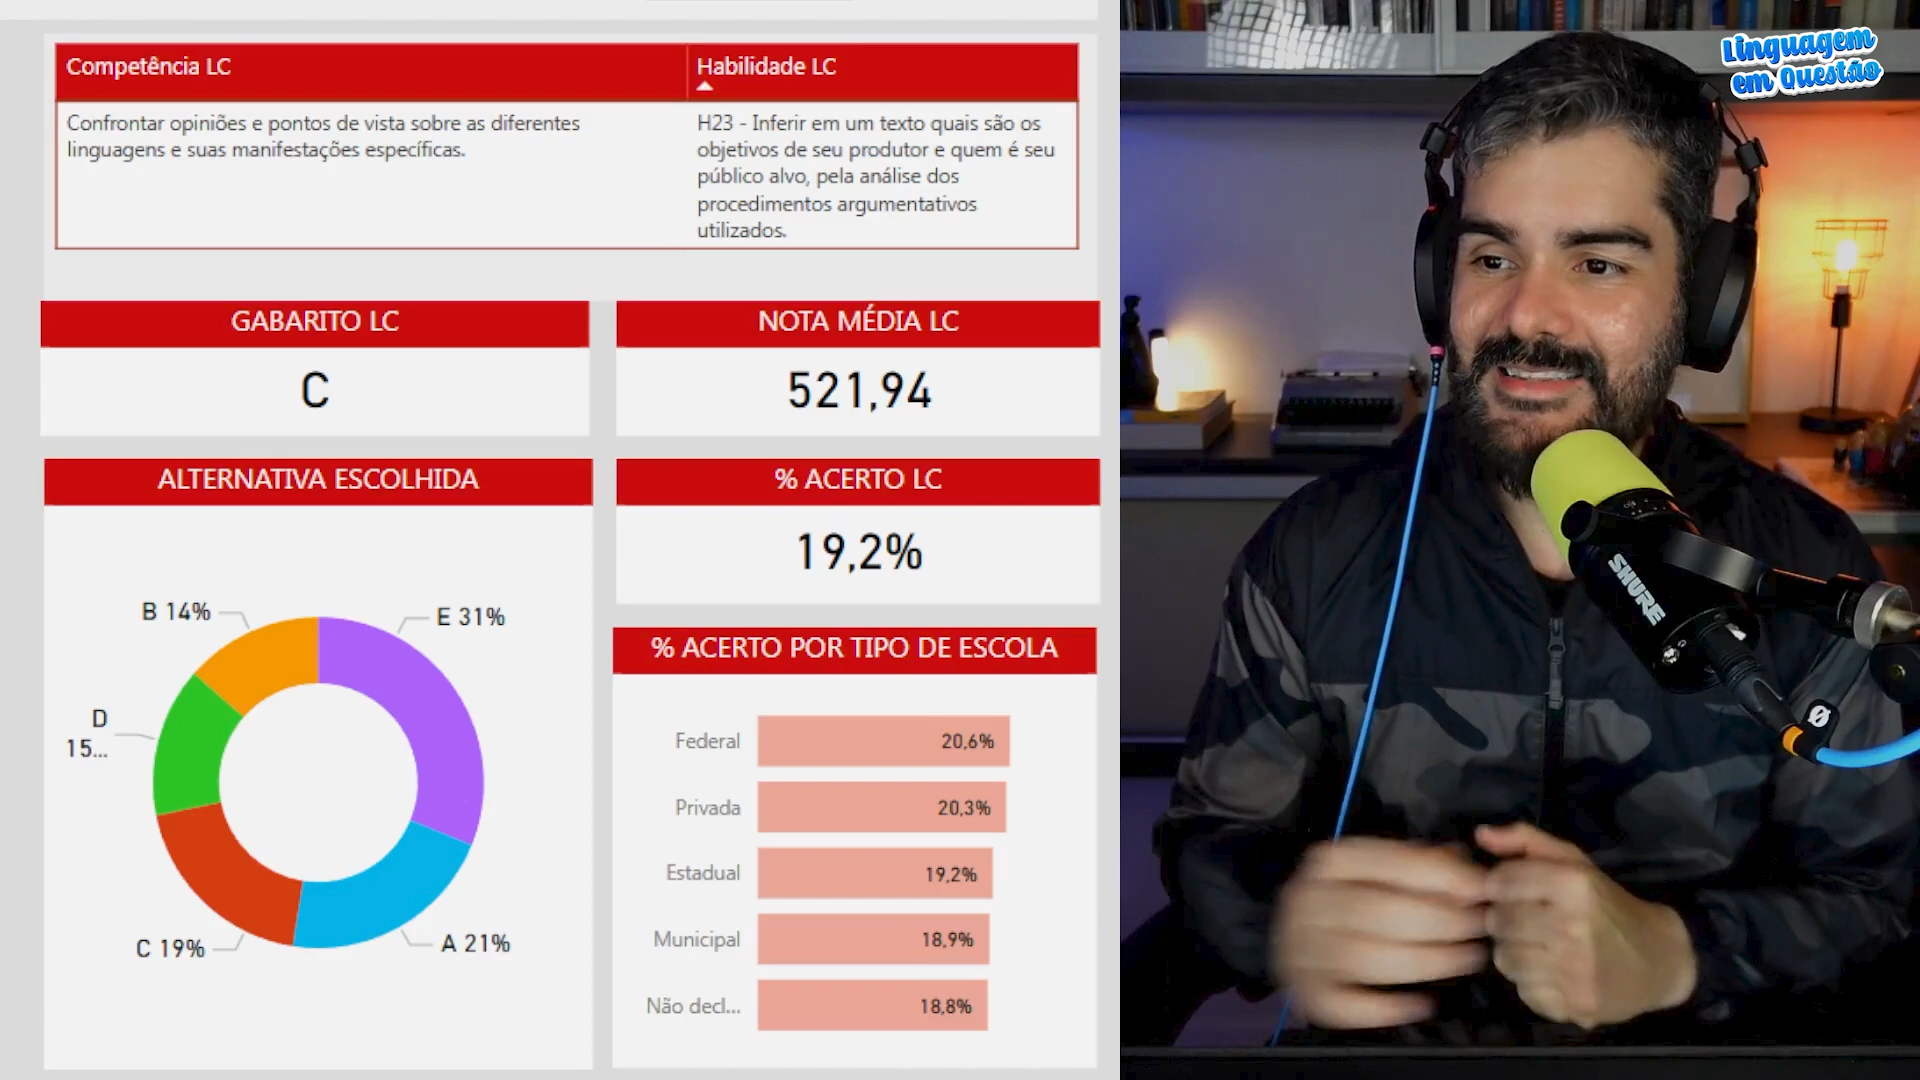 Competência LC
Habilidade LC
Confrontar opiniões e pontos de vista sobre as diferentes
linguagens e suas manifestações específicas.
H23 - Inferir em um texto quais são os
objetivos de seu produtor e quem é seu
público alvo, pela análise dos
procedimentos argumentativos
utilizados.
GABARITO LC
C
NOTA MÉDIA LC
521,94
ALTERNATIVA ESCOLHIDA
B 14%
E 31%
D
15...
C 19%
A 21%
% ACERTO LC
19,2%
% ACERTO POR TIPO DE ESCOLA
Federal 20,6%
Privada 20,3%
Estadual 19,2%
Municipal 18,9%
Não decl... 18,8%
Linguagem
em Questão
SHURE